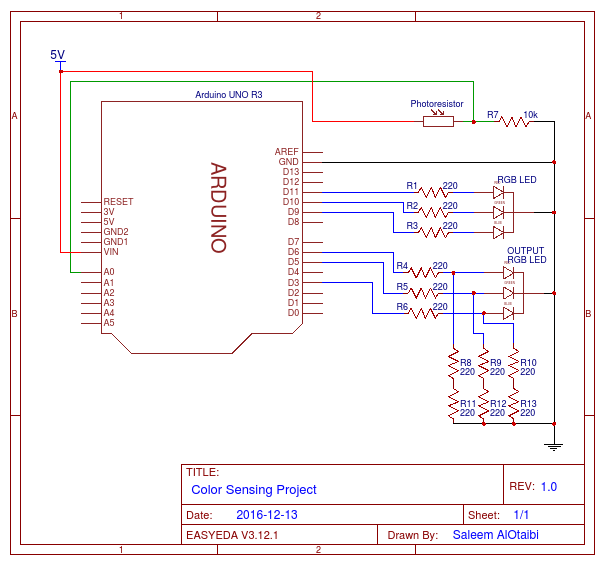 1 2
5V
Arduino UNO R3
Photoresistor
R7 10k
A A
ARDUINO
AREF
GND
D13
D12
D11
D10
D9
D8
D7
D6
D5
D4
D3
D2
D1
D0
RESET
3V
5V
GND2
GND1
VIN
A0
A1
A2
A3
A4
A5
RGB LED
R1 220
R2 220
R3 220
GREEN
BLUE
OUTPUT
RGB LED
R4 220
R5 220
R6 220
GREEN
BLUE
B B
R8 220
R9 220
R10 220
R11 220
R12 220
R13 220
TITLE:
Color Sensing Project
REV: 1.0
Date: 2016-12-13
Sheet: 1/1
EASYEDA V3.12.1
Drawn By: Saleem AlOtaibi
1 2